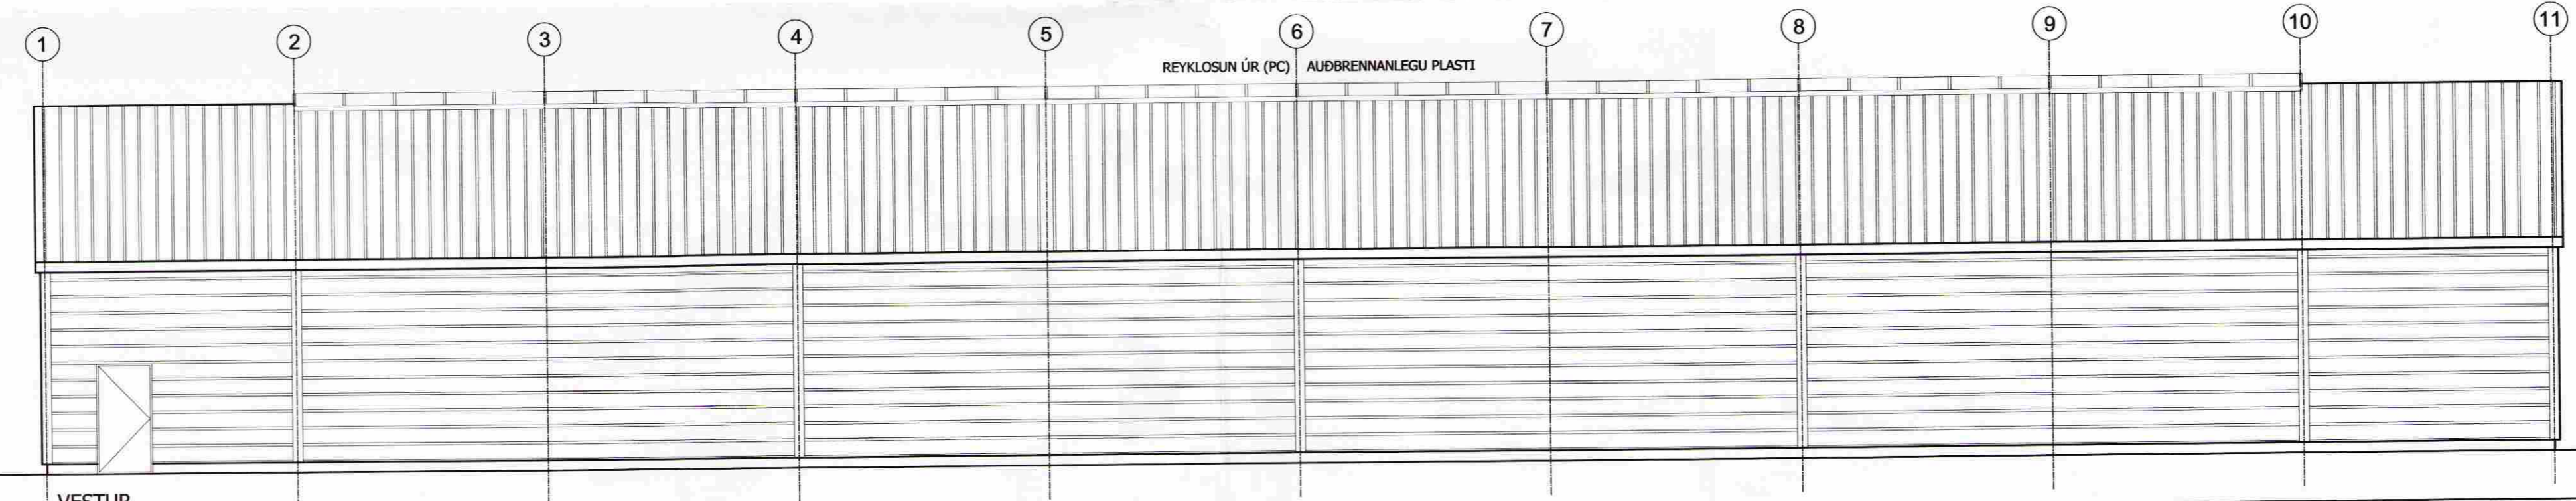 1 2 3 4 5 6 7 8 9 10 11
REYKLOSUN ÚR (PC) AUÐBRENNANLEGU PLASTI
VESTUR